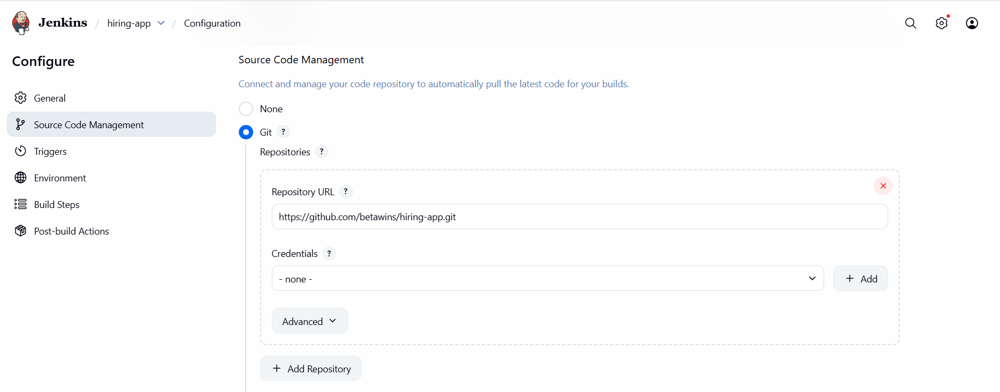 Jenkins / hiring-app / Configuration
Configure
General
Source Code Management
Triggers
Environment
Build Steps
Post-build Actions
Source Code Management
Connect and manage your code repository to automatically pull the latest code for your builds.
None
Git ?
Repositories ?
Repository URL ?
https://github.com/betawins/hiring-app.git
Credentials ?
- none -
+ Add
Advanced
+ Add Repository